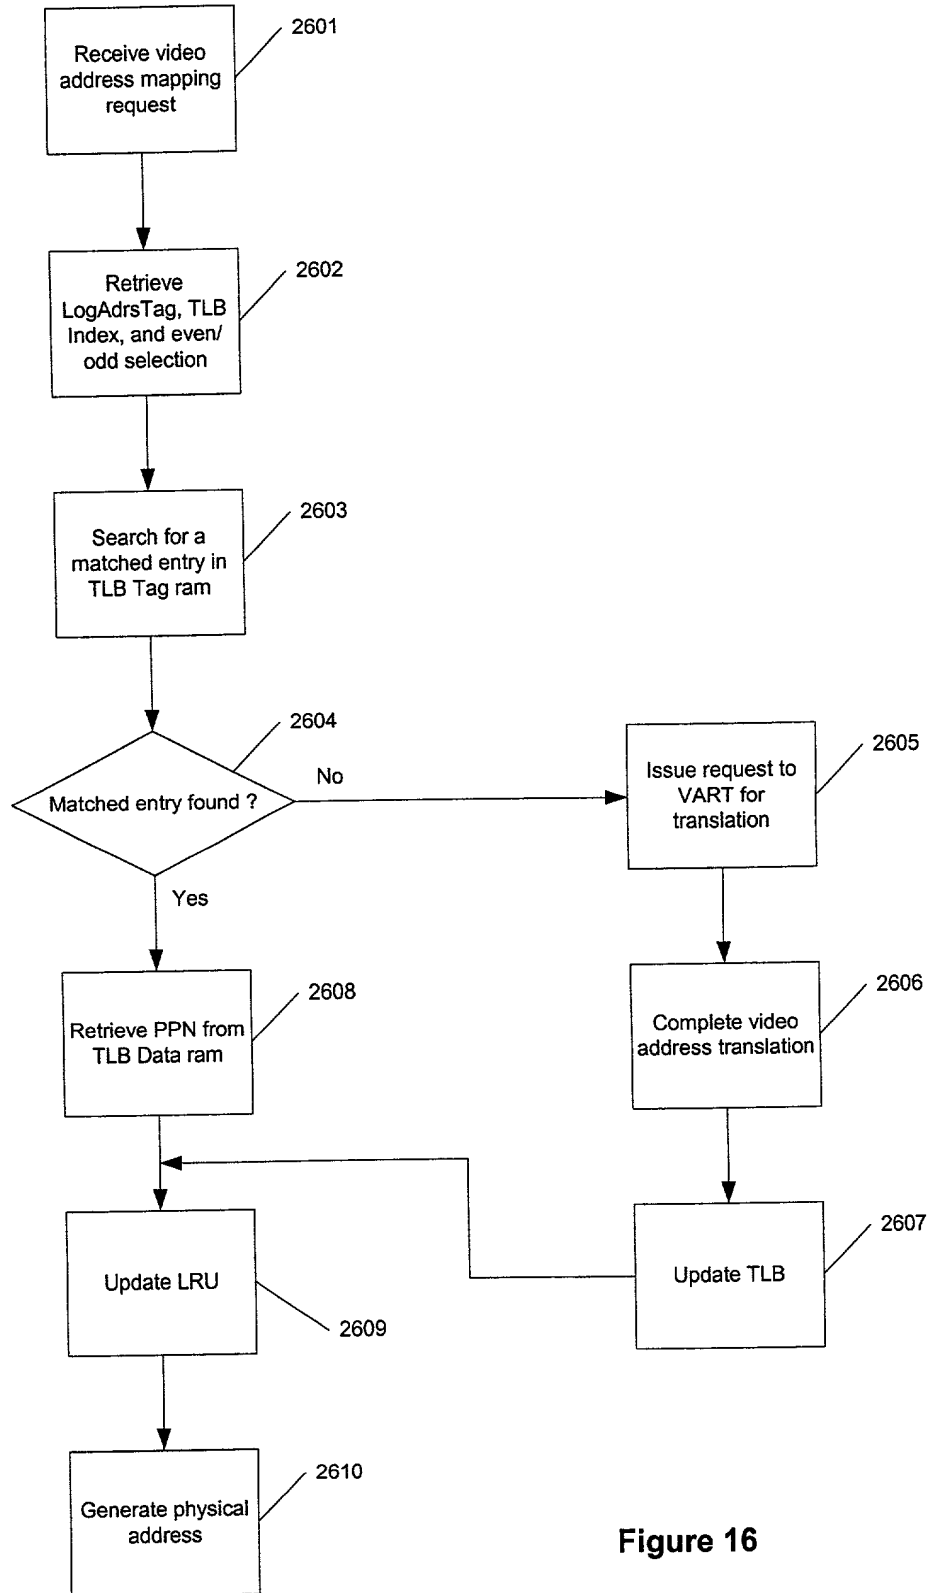 Receive video
address mapping
request
2601
Retrieve
LogAdrsTag, TLB
Index, and even/
odd selection
2602
Search for a
matched entry in
TLB Tag ram
2603
Matched entry found ?
2604
No
Yes
Issue request to
VART for
translation
2605
Complete video
address translation
2606
Update TLB
2607
Retrieve PPN from
TLB Data ram
2608
Update LRU
2609
Generate physical
address
2610
Figure 16